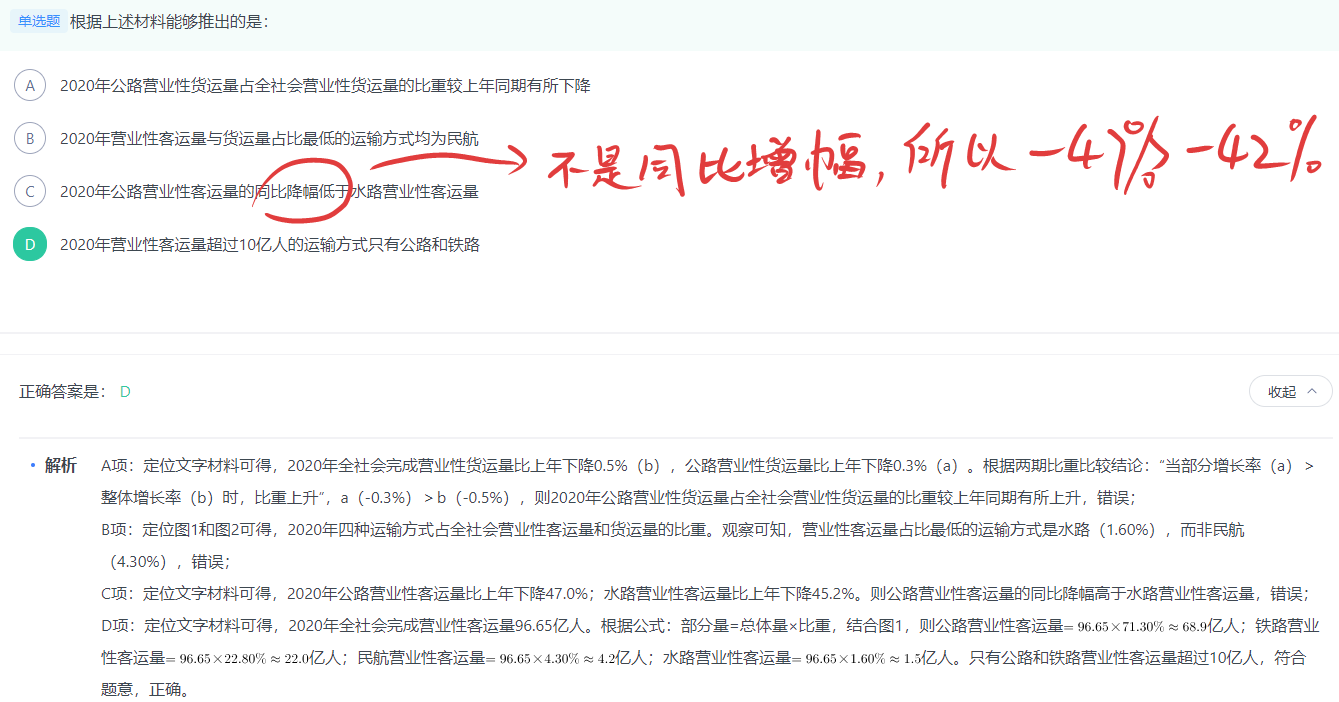 单选题 根据上述材料能够推出的是：
A 2020年公路营业性货运量占全社会营业性货运量的比重较上年同期有所下降
B 2020年营业性客运量与货运量占比最低的运输方式均为民航
不是同比增幅，所以 -47% -42%
C 2020年公路营业性客运量的同比降幅低于水路营业性客运量
D 2020年营业性客运量超过10亿人的运输方式只有公路和铁路
正确答案是： D
收起
解析 A项：定位文字材料可得，2020年全社会完成营业性货运量比上年下降0.5%（b），公路营业性货运量比上年下降0.3%（a）。根据两期比重比较结论：“当部分增长率（a）>
整体增长率（b）时，比重上升”，a（-0.3%）>b（-0.5%），则2020年公路营业性货运量占全社会营业性货运量的比重较上年同期有所上升，错误；
B项：定位图1和图2可得，2020年四种运输方式占全社会营业性客运量和货运量的比重。观察可知，营业性客运量占比最低的运输方式是水路（1.60%），而非民航
（4.30%），错误；
C项：定位文字材料可得，2020年公路营业性客运量比上年下降47.0%；水路营业性客运量比上年下降45.2%。则公路营业性客运量的同比降幅高于水路营业性客运量，错误；
D项：定位文字材料可得，2020年全社会完成营业性客运量96.65亿人。根据公式：部分量=总体量×比重，结合图1，则公路营业性客运量= 96.65×71.30% ≈ 68.9亿人；铁路营业
性客运量= 96.65×22.80% ≈ 22.0亿人；民航营业性客运量= 96.65×4.30% ≈ 4.2亿人；水路营业性客运量= 96.65×1.60% ≈ 1.5亿人。只有公路和铁路营业性客运量超过10亿人，符合
题意，正确。